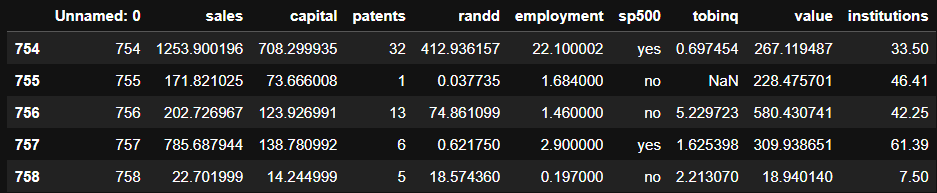 Unnamed: 0 sales capital patents randd employment sp500 tobinq value institutions
754 754 1253.900196 708.299935 32 412.936157 22.100002 yes 0.697454 267.119487 33.50
755 755 171.821025 73.666008 1 0.037735 1.684000 no NaN 228.475701 46.41
756 756 202.726967 123.926991 13 74.861099 1.460000 no 5.229723 580.430741 42.25
757 757 785.687944 138.780992 6 0.621750 2.900000 yes 1.625398 309.938651 61.39
758 758 22.701999 14.244999 5 18.574360 0.197000 no 2.213070 18.940140 7.50